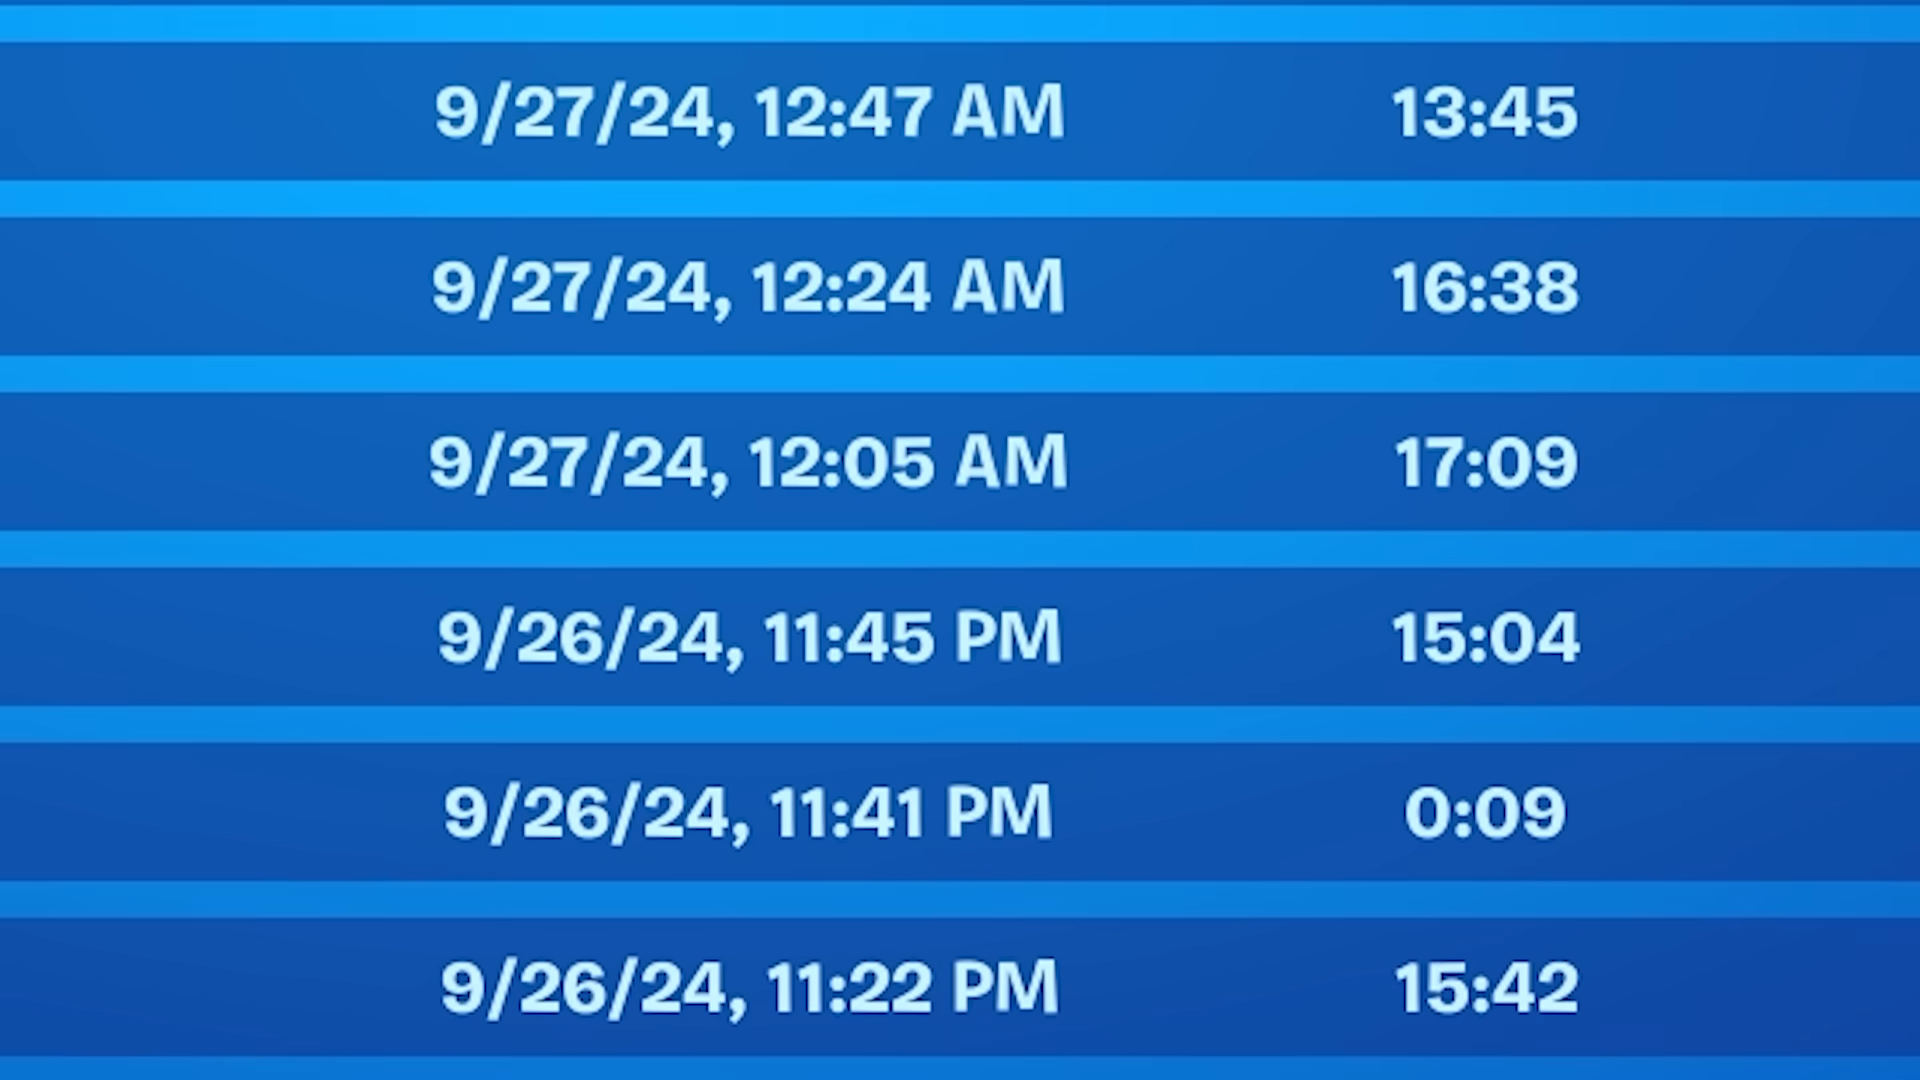 9/27/24, 12:47 AM 13:45
9/27/24, 12:24 AM 16:38
9/27/24, 12:05 AM 17:09
9/26/24, 11:45 PM 15:04
9/26/24, 11:41 PM 0:09
9/26/24, 11:22 PM 15:42